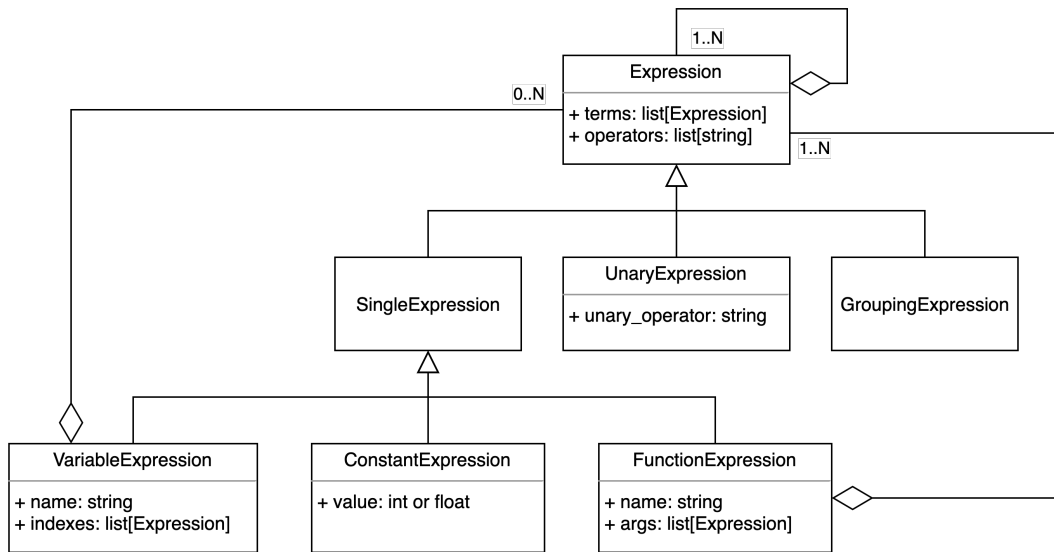 1..N
Expression
0..N
+ terms: list[Expression]
+ operators: list[string]
1..N
SingleExpression
UnaryExpression
+ unary_operator: string
GroupingExpression
VariableExpression
+ name: string
+ indexes: list[Expression]
ConstantExpression
+ value: int or float
FunctionExpression
+ name: string
+ args: list[Expression]